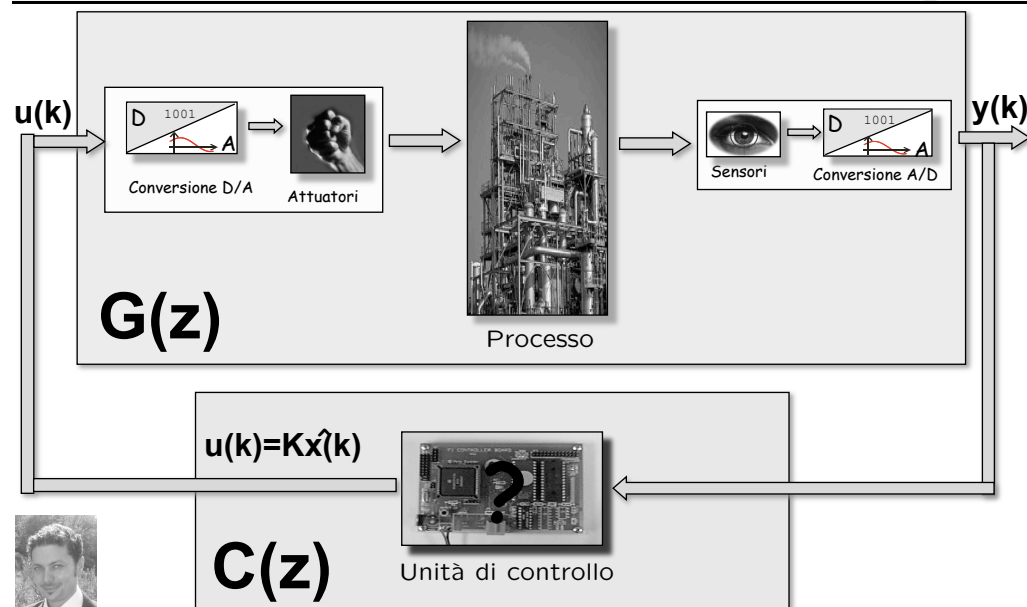 u(k)
D 1001
A
Conversione D/A
Attuatori
Processo
Sensori
D 1001
A
Conversione A/D
y(k)
G(z)
u(k)=Kx̂(k)
?
C(z)
Unità di controllo